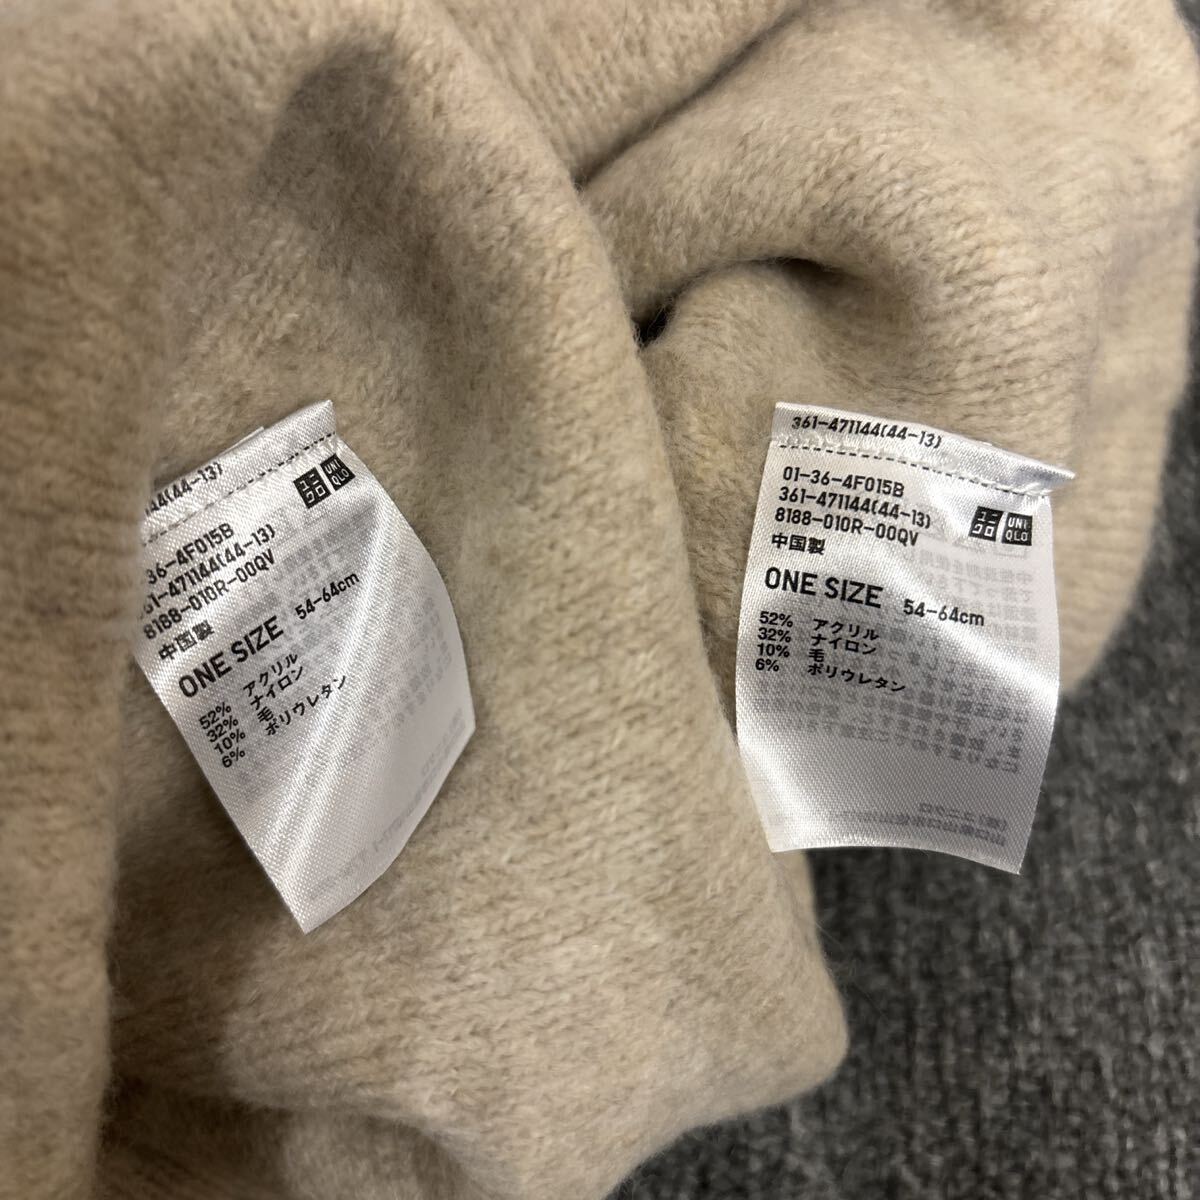 44(44-13)
ユニ
クロ
UNI
QLO
36-4F015B
361-471144(44-13)
8188-010R-00QV
中国製
ONE SIZE 54-64cm
52% アクリル
32% ナイロン
10% 毛
6% ポリウレタン
361-471144(44-13)
01-36-4F015B
361-471144(44-13)
8188-010R-00QV
中国製
ユニ
クロ
UNI
QLO
ONE SIZE 54-64cm
52% アクリル
32% ナイロン
10% 毛
6% ポリウレタン